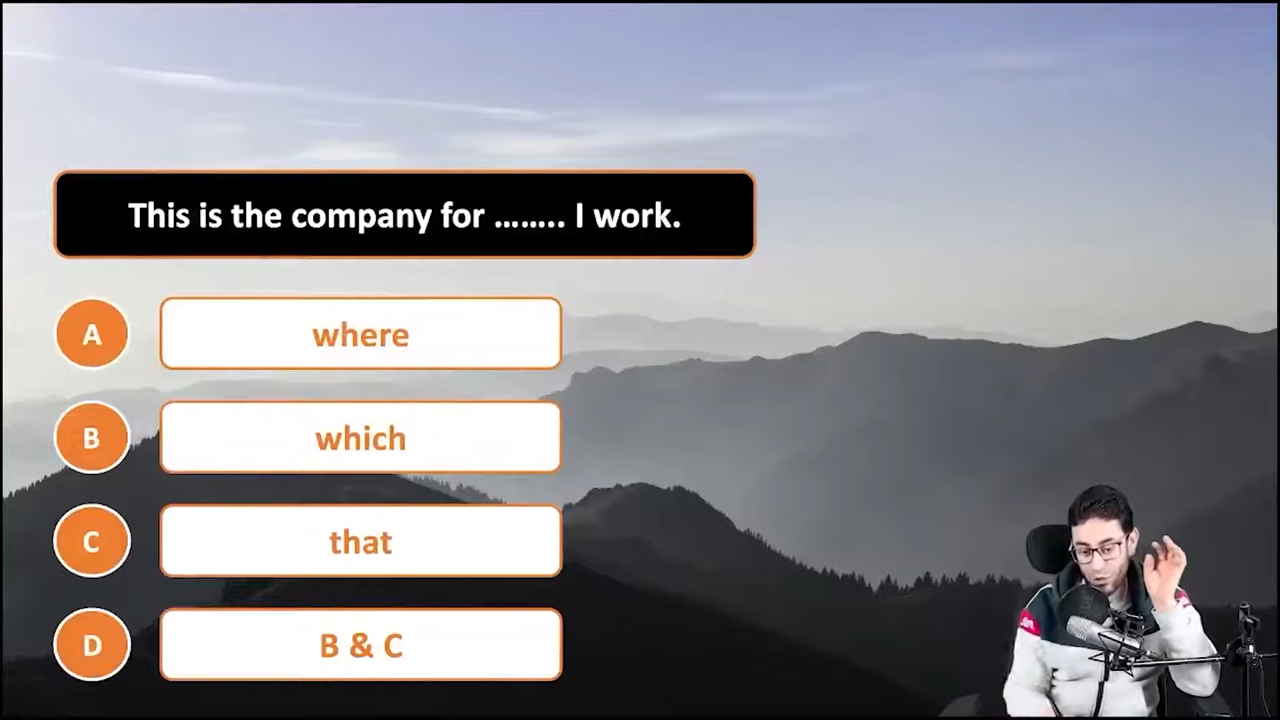 This is the company for …….. I work.
A
where
B
which
C
that
D
B & C